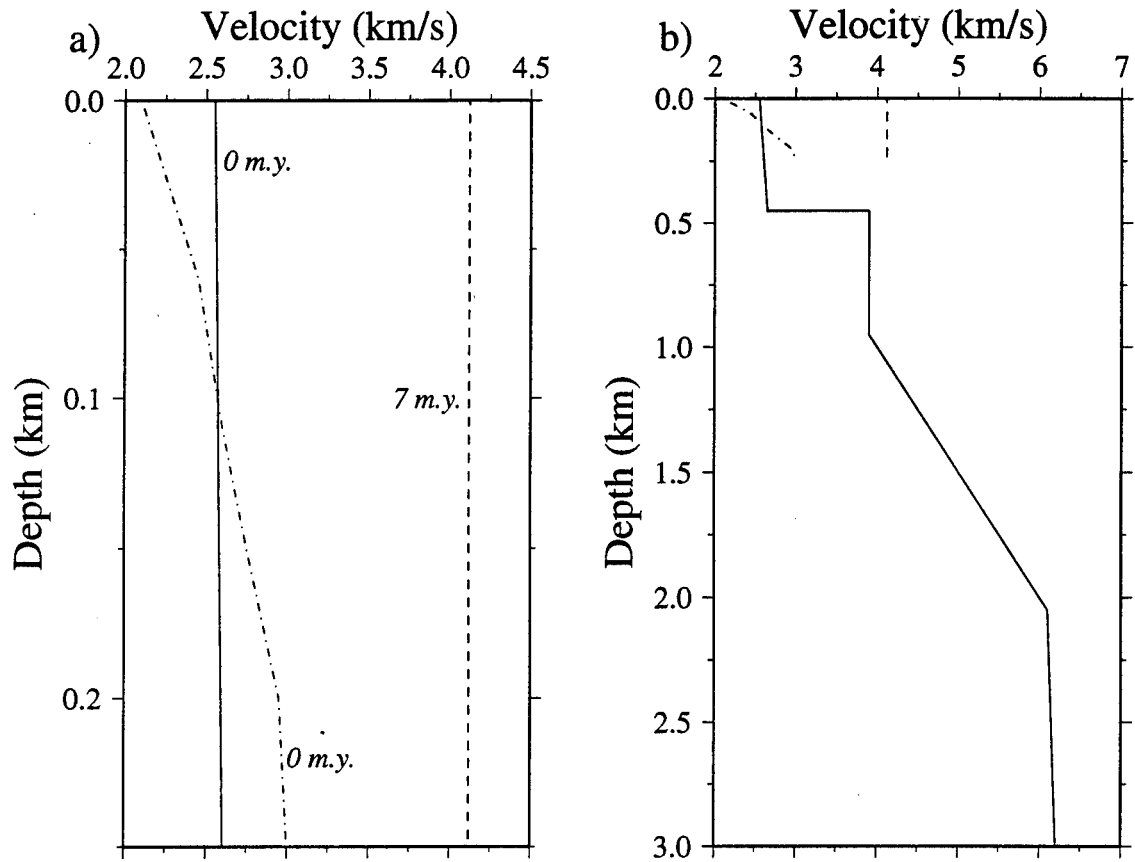 a)
Velocity (km/s)
2.0 2.5 3.0 3.5 4.0 4.5
0.0
0.1
0.2
Depth (km)
0 m.y.
7 m.y.
0 m.y.
b)
Velocity (km/s)
2 3 4 5 6 7
0.0
0.5
1.0
1.5
2.0
2.5
3.0
Depth (km)